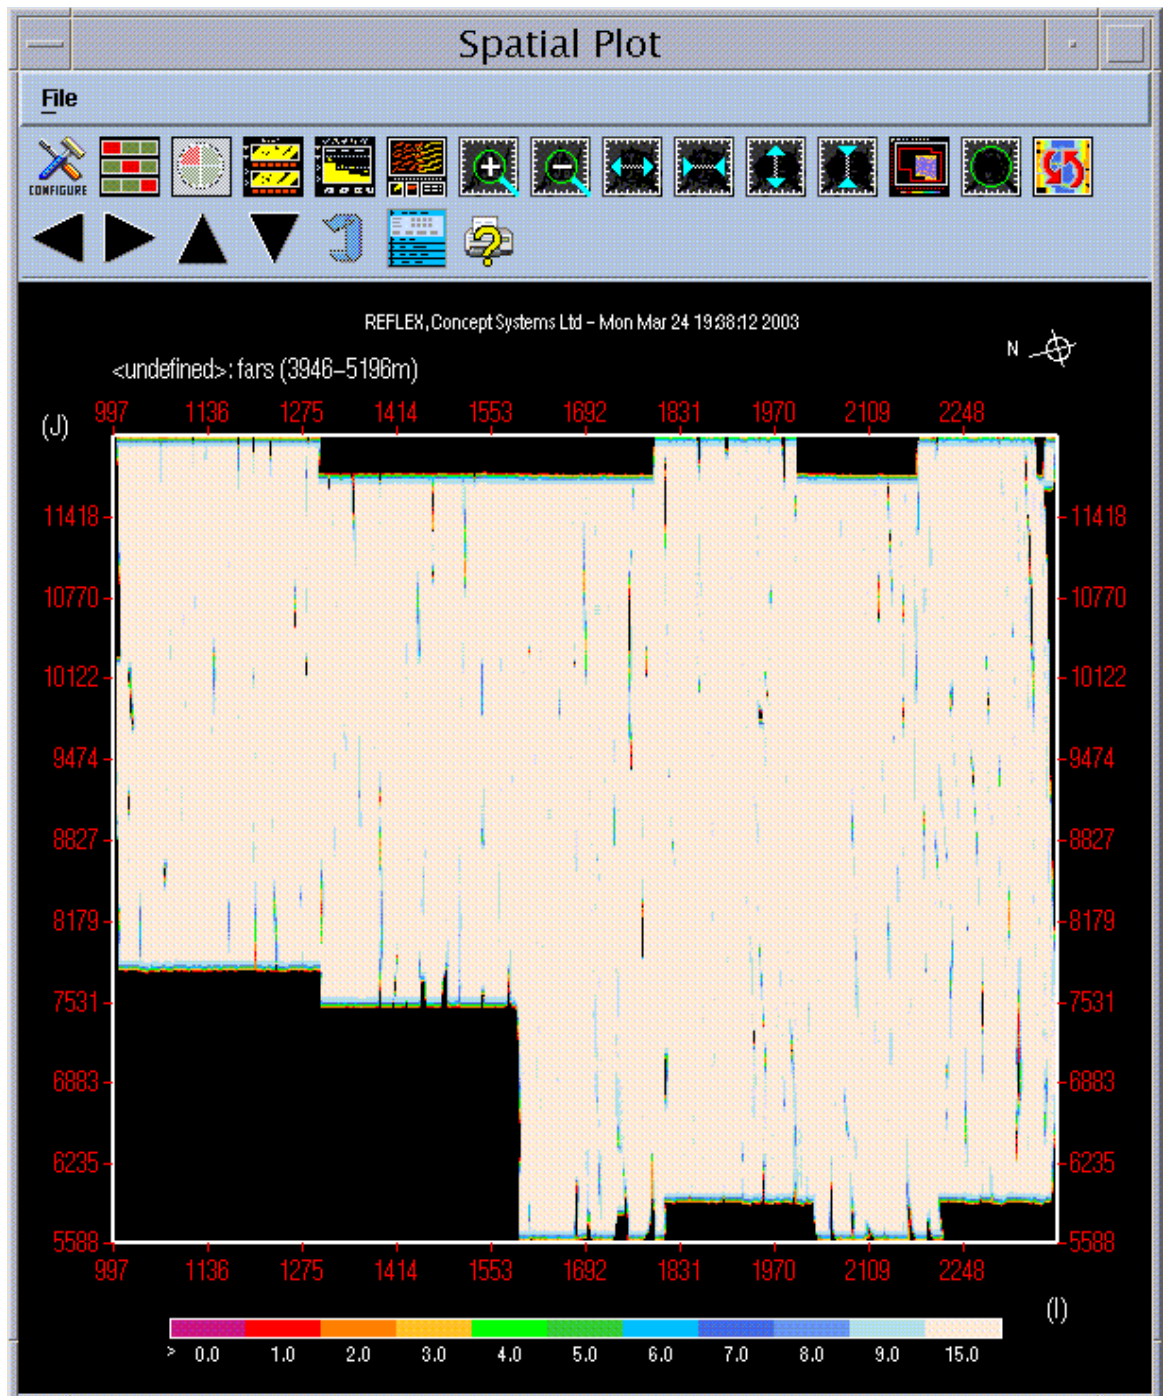 Spatial Plot
File
CONFIGURE
REFLEX, Concept Systems Ltd – Mon Mar 24 19:38:12 2003
N
<undefined>: fars (3946–5196m)
(J)
997 1136 1275 1414 1553 1692 1831 1970 2109 2248
11418 11418
10770 10770
10122 10122
9474 9474
8827 8827
8179 8179
7531 7531
6883 6883
6235 6235
5588 5588
997 1136 1275 1414 1553 1692 1831 1970 2109 2248
(I)
> 0.0 1.0 2.0 3.0 4.0 5.0 6.0 7.0 8.0 9.0 15.0